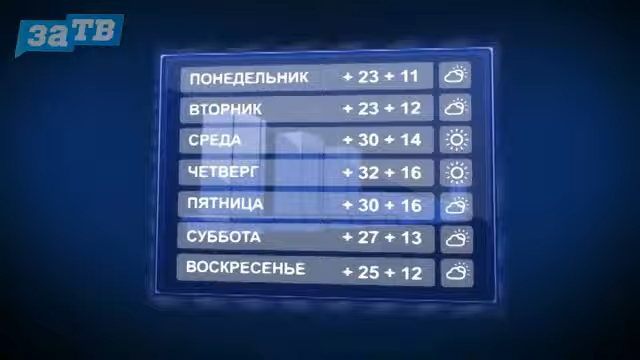 заТВ
ПОНЕДЕЛЬНИК +23 +11
ВТОРНИК +23 +12
СРЕДА +30 +14
ЧЕТВЕРГ +32 +16
ПЯТНИЦА +30 +16
СУББОТА +27 +13
ВОСКРЕСЕНЬЕ +25 +12